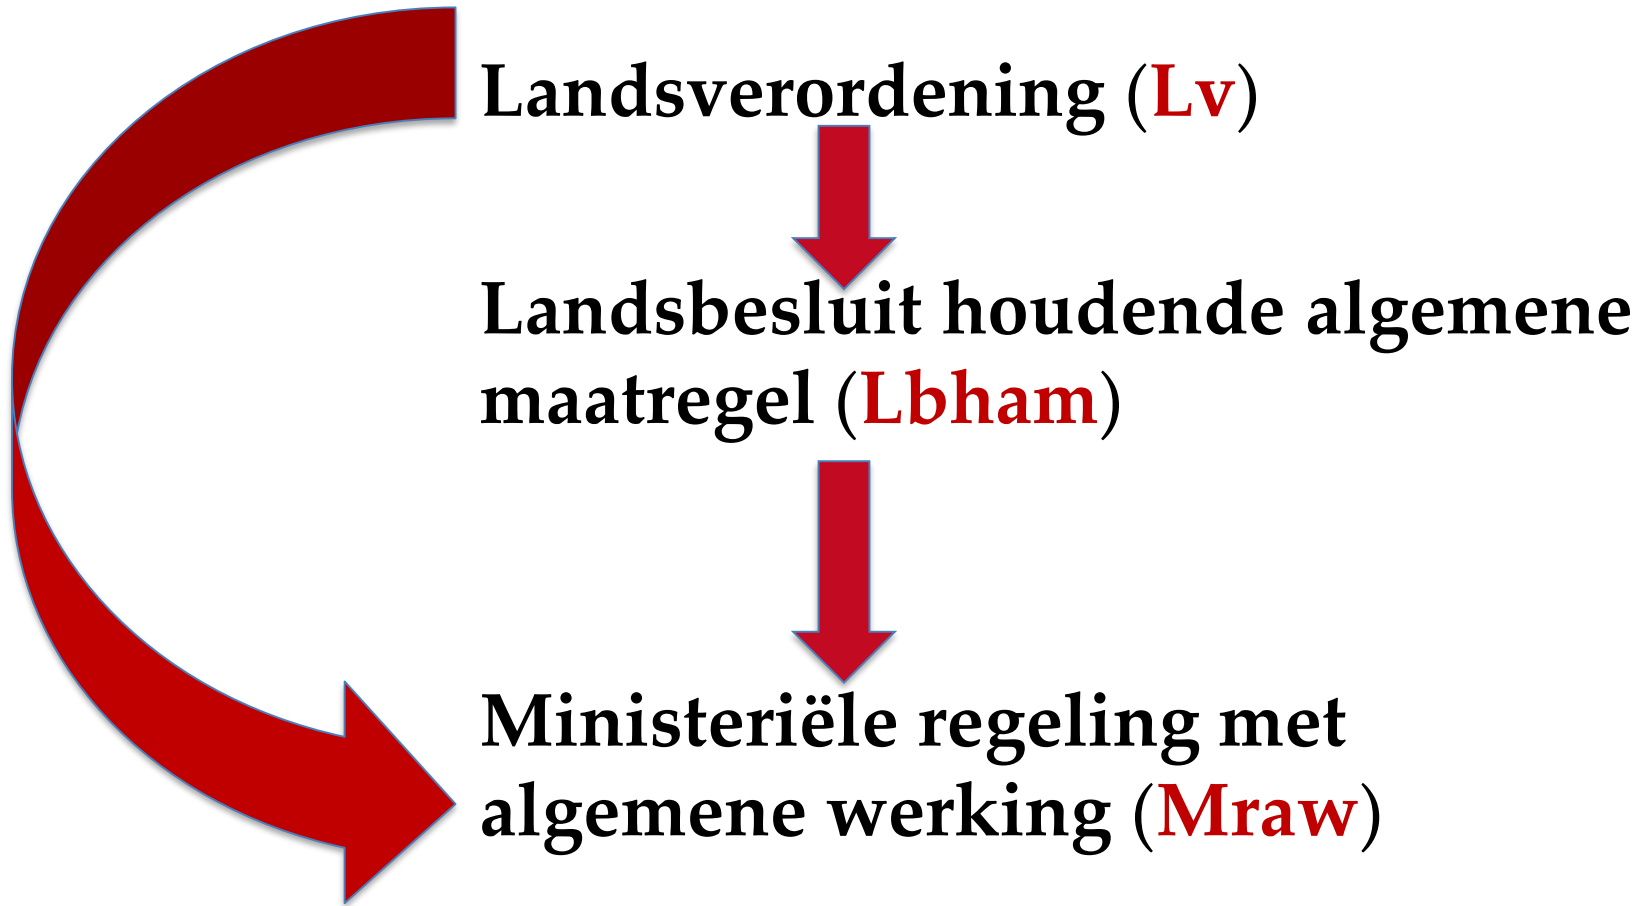 Landsverordening (Lv)
Landsbesluit houdende algemene
maatregel (Lbham)
Ministeriële regeling met
algemene werking (Mraw)